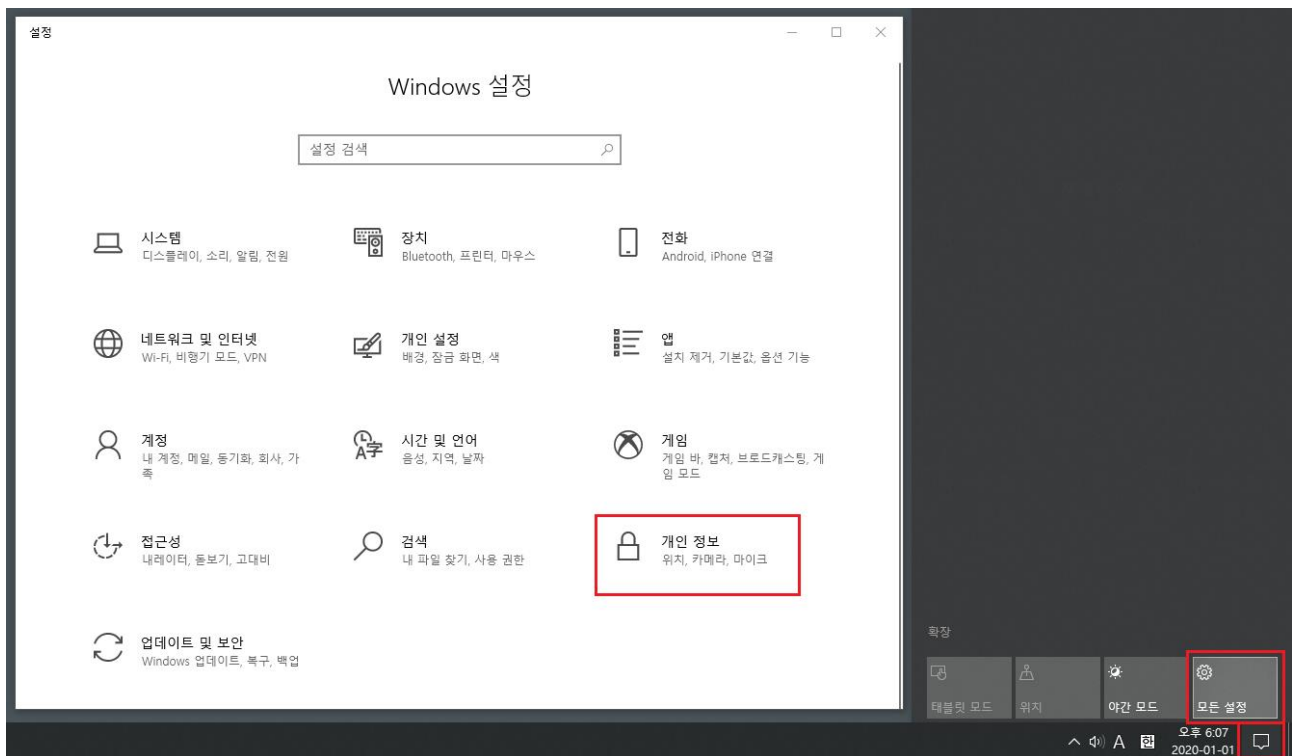 설정
Windows 설정
설정 검색
시스템
디스플레이, 소리, 알림, 전원
장치
Bluetooth, 프린터, 마우스
전화
Android, iPhone 연결
네트워크 및 인터넷
Wi-Fi, 비행기 모드, VPN
개인 설정
배경, 잠금 화면, 색
앱
설치 제거, 기본값, 옵션 기능
계정
내 계정, 메일, 동기화, 회사, 가
족
시간 및 언어
음성, 지역, 날짜
게임
게임 바, 캡처, 브로드캐스팅, 게
임 모드
접근성
내레이터, 돋보기, 고대비
검색
내 파일 찾기, 사용 권한
개인 정보
위치, 카메라, 마이크
업데이트 및 보안
Windows 업데이트, 복구, 백업
확장
태블릿 모드
위치
야간 모드
모든 설정
A 한
오후 6:07
2020-01-01